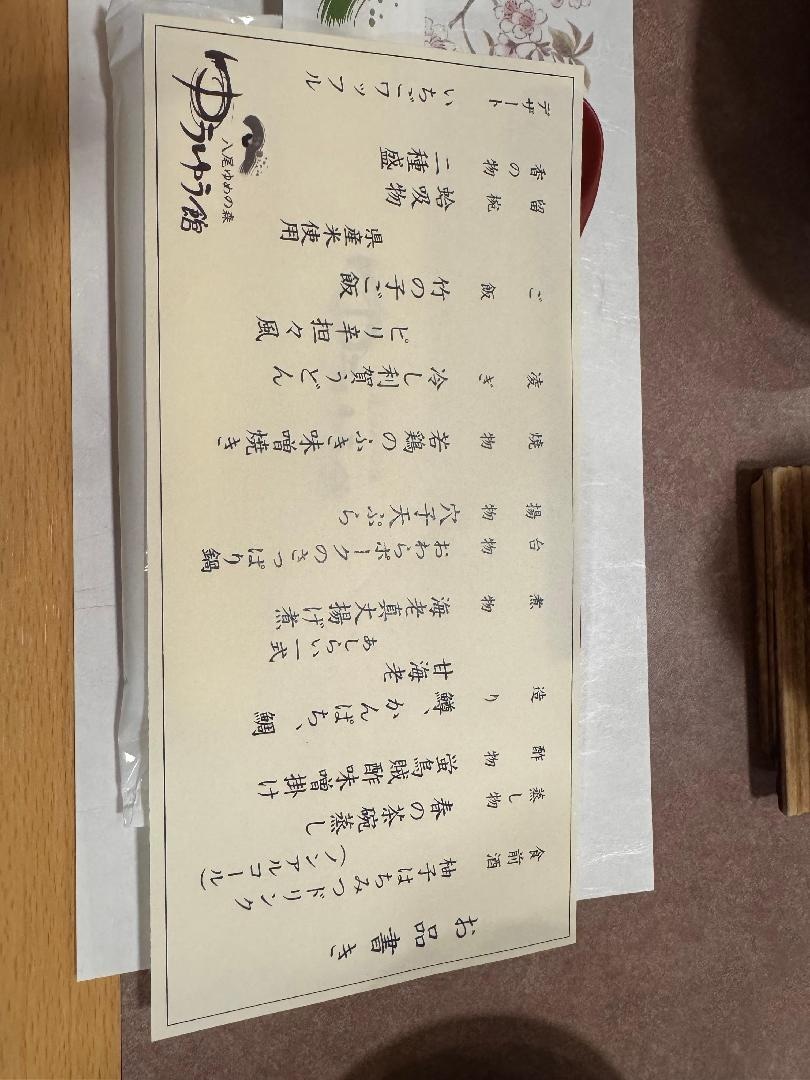 お品書き
食前酒
柚子はちみつドリンク
（ノンアルコール）
蒸し物
春の茶碗蒸し
酢物
蛍烏賊酢味噌掛け
造り
鱒、かんぱち、鯛
甘海老
あしらい一式
煮物
海老真丈揚げ煮
台物
おわらポークのさっぱり鍋
揚物
穴子天ぷら
焼物
若鶏のふき味噌焼き
凌ぎ
冷し利賀うどん
ピリ辛担々風
ご飯
竹の子ご飯
県産米使用
留椀
蛤吸物
香の物
二種盛
デザート
いちごワッフル
八尾ゆめの森
ゆうゆう館